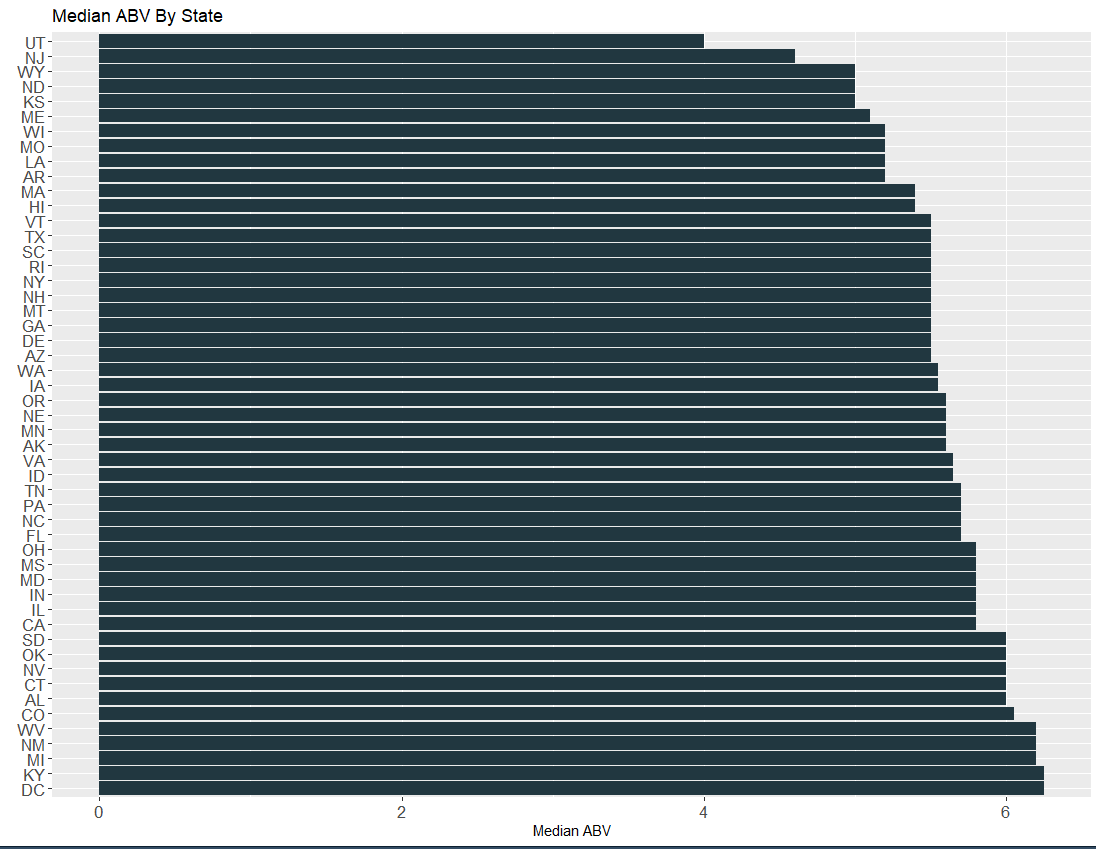 Median ABV By State
UT
NJ
WY
ND
KS
ME
WI
MO
LA
AR
MA
HI
VT
TX
SC
RI
NY
NH
MT
GA
DE
AZ
WA
IA
OR
NE
MN
AK
VA
ID
TN
PA
NC
FL
OH
MS
MD
IN
IL
CA
SD
OK
NV
CT
AL
CO
WV
NM
MI
KY
DC
0 2 4 6
Median ABV